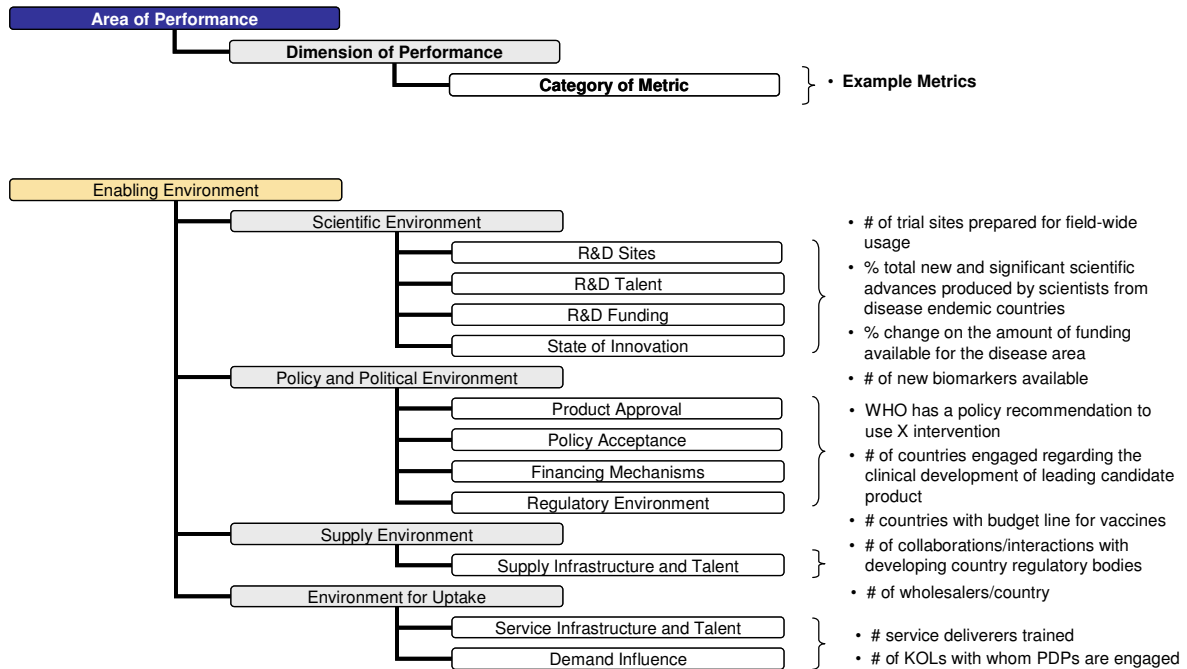 Area of Performance
Dimension of Performance
Category of Metric
• Example Metrics
Enabling Environment
Scientific Environment
R&D Sites
R&D Talent
R&D Funding
State of Innovation
• # of trial sites prepared for field-wide
usage
• % total new and significant scientific
advances produced by scientists from
disease endemic countries
• % change on the amount of funding
available for the disease area
• # of new biomarkers available
Policy and Political Environment
Product Approval
Policy Acceptance
Financing Mechanisms
Regulatory Environment
• WHO has a policy recommendation to
use X intervention
• # of countries engaged regarding the
clinical development of leading candidate
product
• # countries with budget line for vaccines
• # of collaborations/interactions with
developing country regulatory bodies
Supply Environment
Supply Infrastructure and Talent
• # of wholesalers/country
Environment for Uptake
Service Infrastructure and Talent
Demand Influence
• # service deliverers trained
• # of KOLs with whom PDPs are engaged